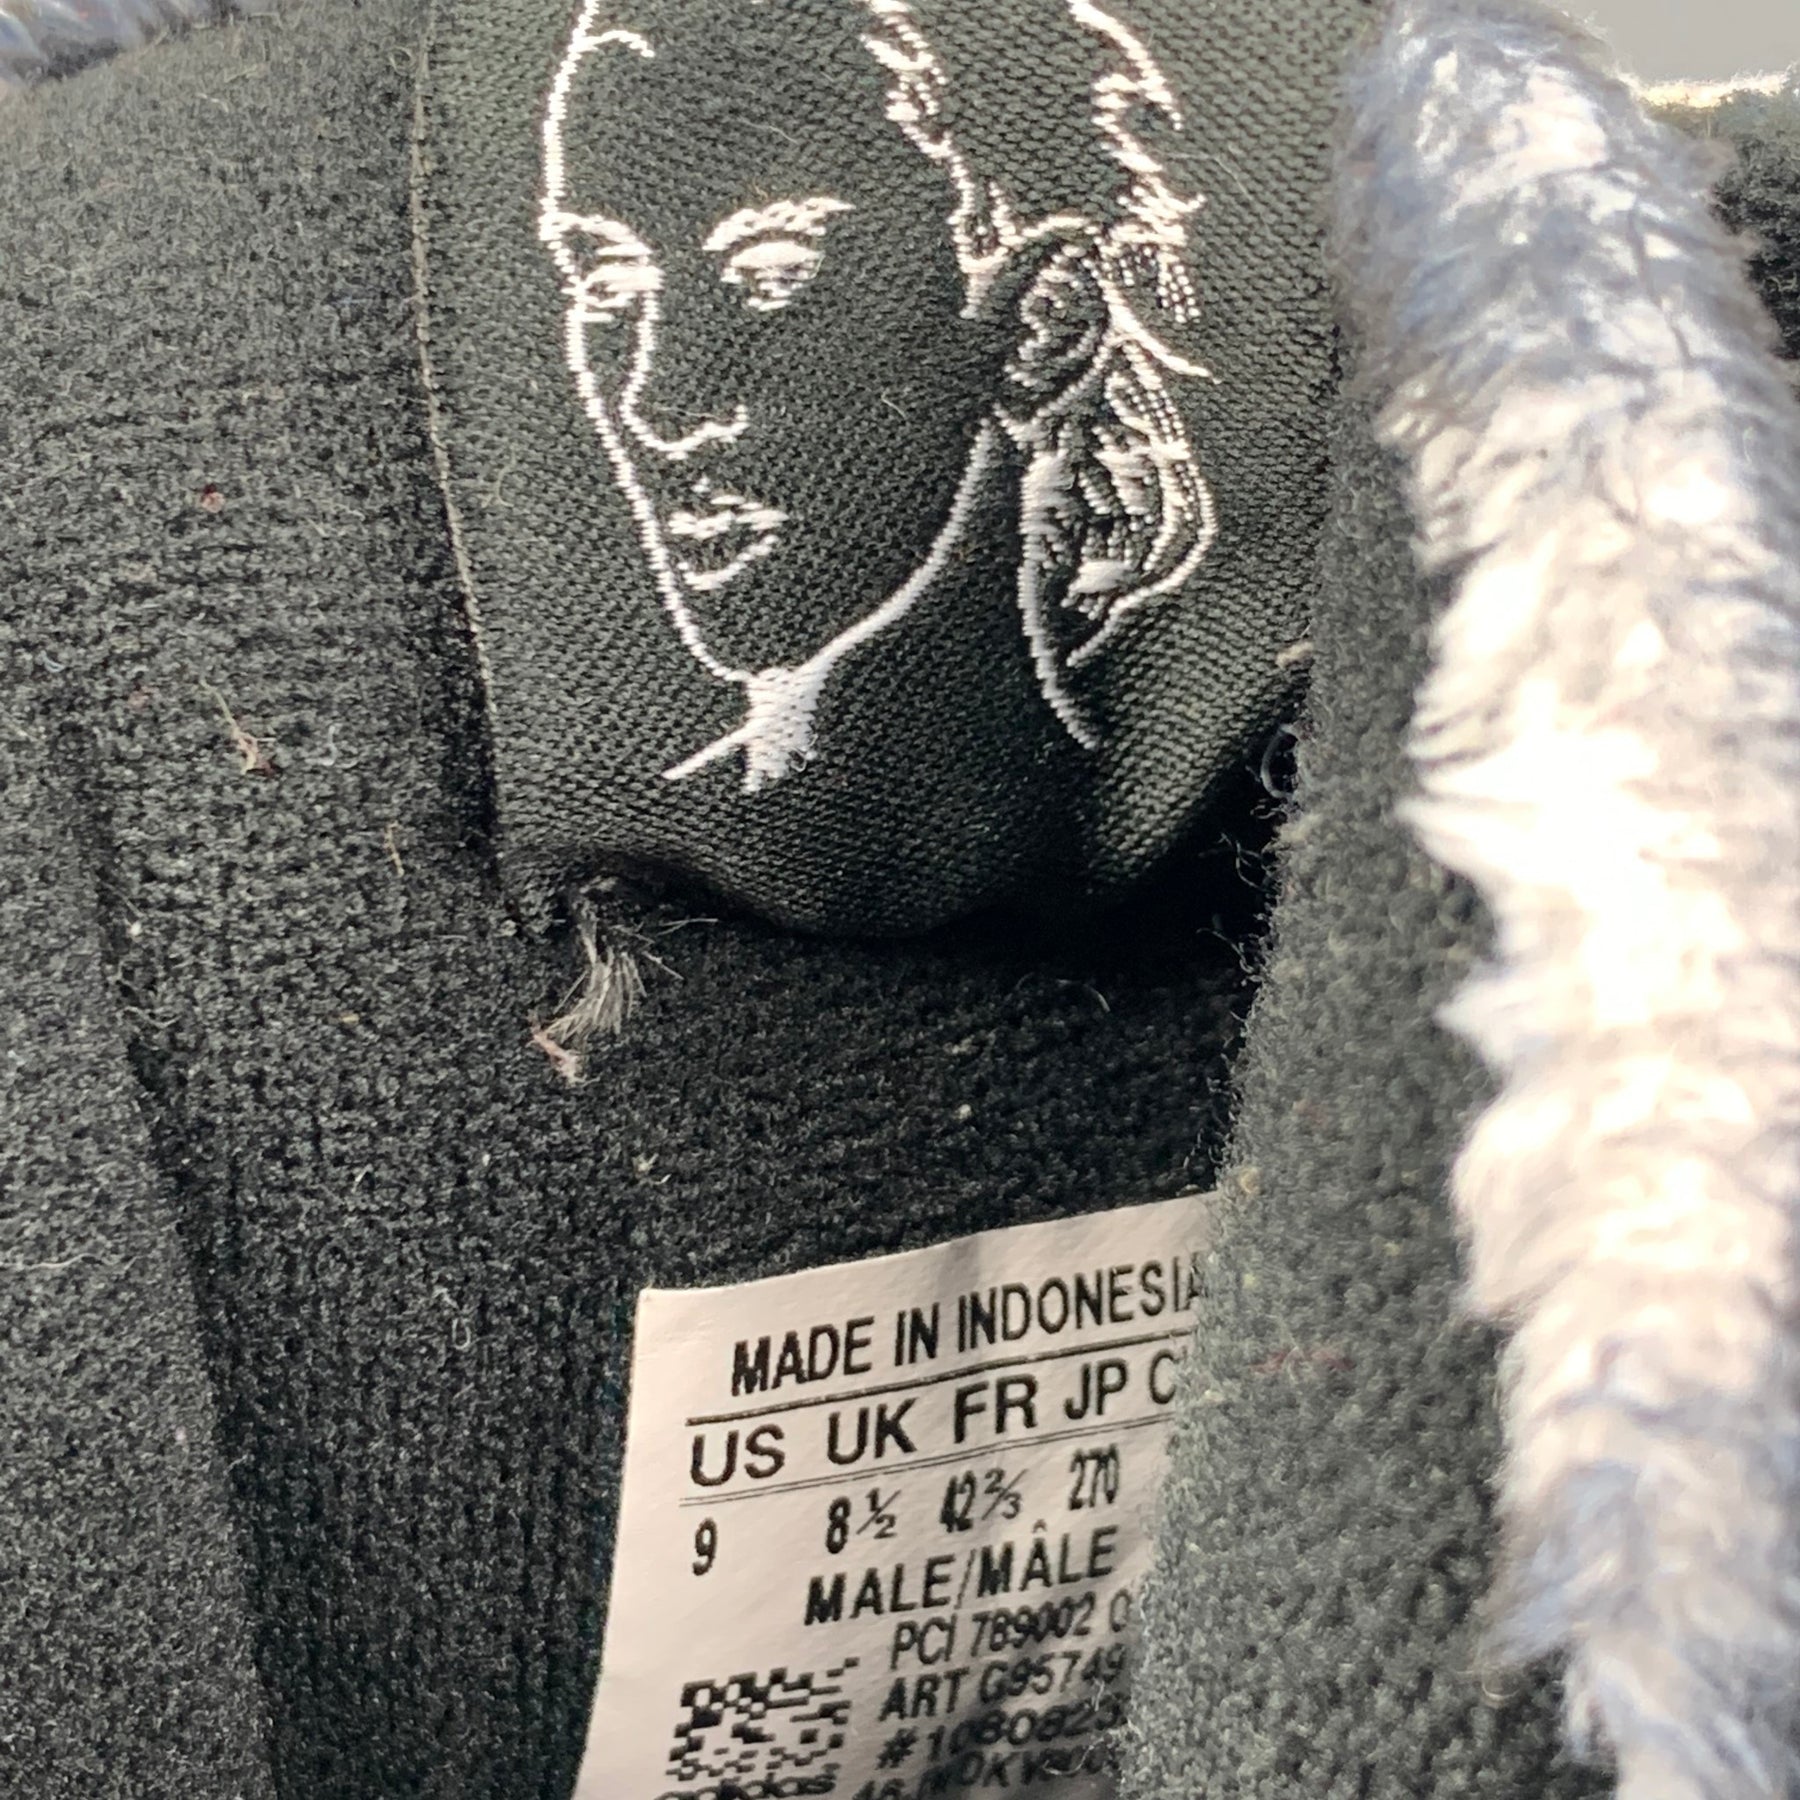 MADE IN INDONESIA
US UK FR JP
9 8½ 42⅔ 270
MALE/MÂLE
PCI 789002
ART G95749
adidas